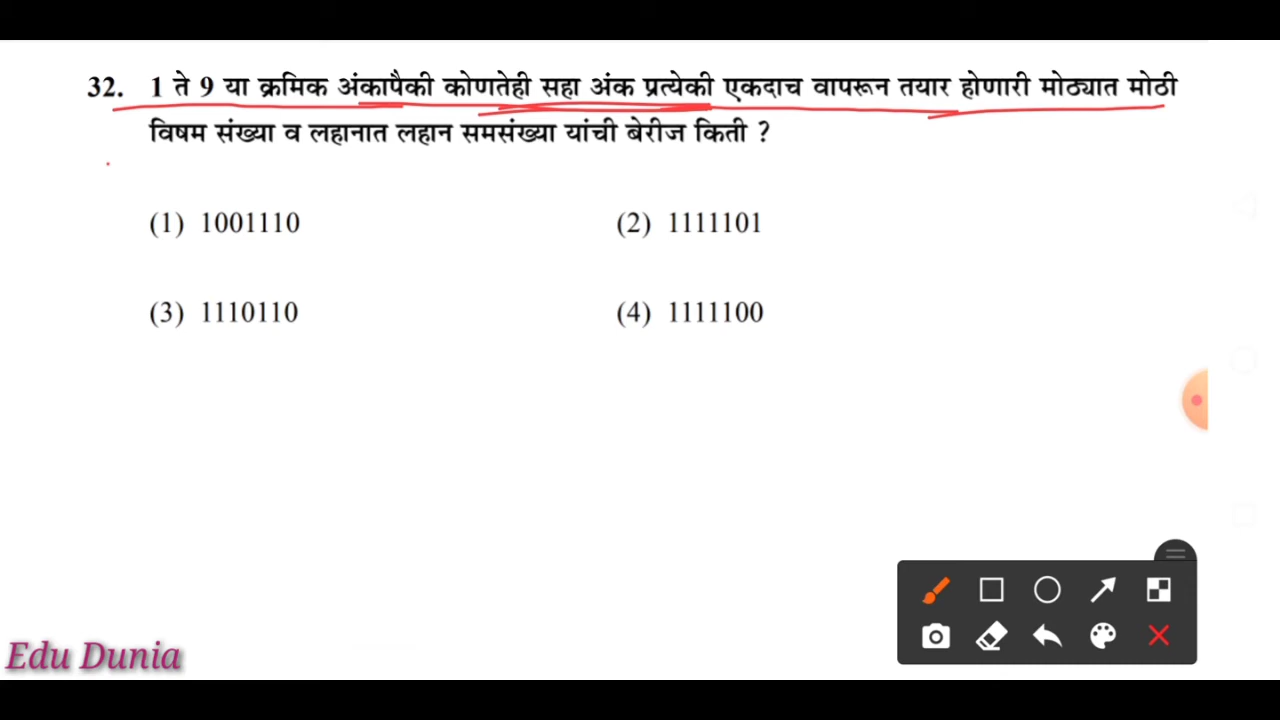 32. 1 ते 9 या क्रमिक अंकापैकी कोणतेही सहा अंक प्रत्येकी एकदाच वापरून तयार होणारी मोठ्यात मोठी
विषम संख्या व लहानात लहान समसंख्या यांची बेरीज किती ?
(1) 1001110 (2) 1111101
(3) 1110110 (4) 1111100
Edu Dunia